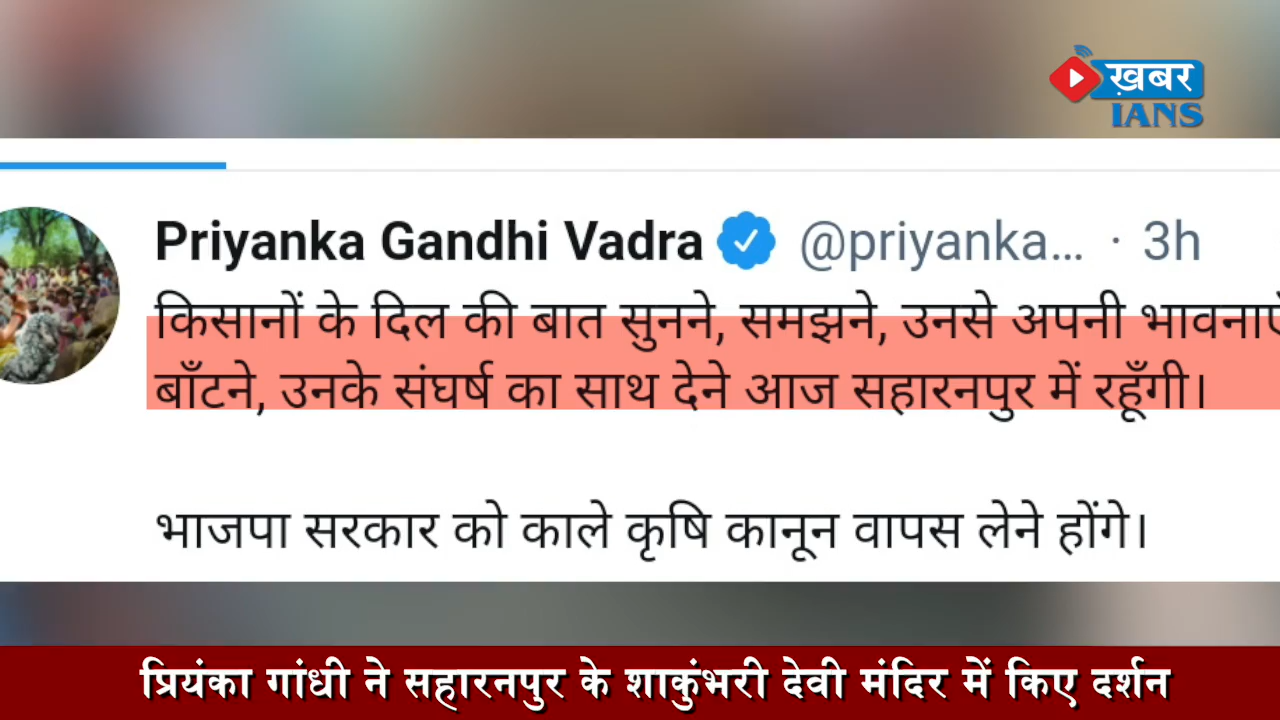 ख़बर
IANS
Priyanka Gandhi Vadra @priyanka... · 3h
किसानों के दिल की बात सुनने, समझने, उनसे अपनी भावनाएँ
बाँटने, उनके संघर्ष का साथ देने आज सहारनपुर में रहूँगी।
भाजपा सरकार को काले कृषि कानून वापस लेने होंगे।
प्रियंका गांधी ने सहारनपुर के शाकुंभरी देवी मंदिर में किए दर्शन